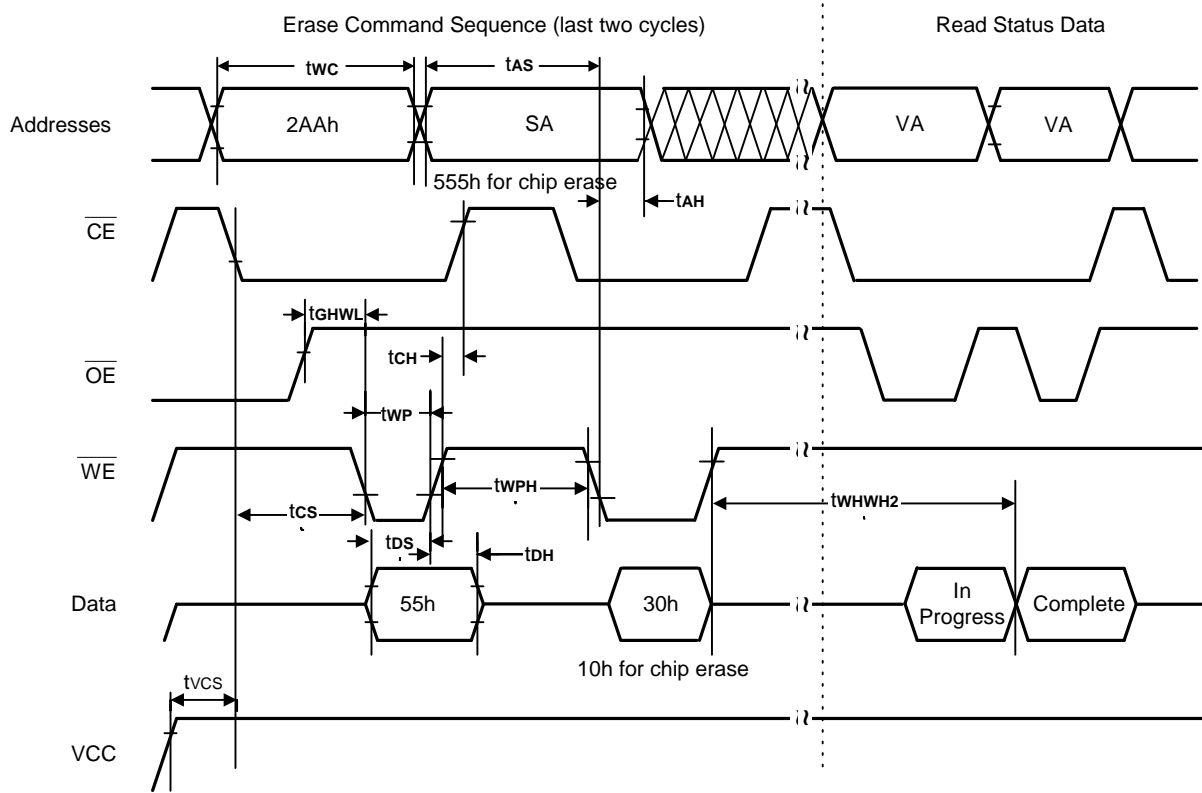 Erase Command Sequence (last two cycles)
Read Status Data
tWC
tAS
Addresses
2AAh
SA
VA
VA
555h for chip erase
tAH
CE
tGHWL
tCH
OE
tWP
WE
tWPH
tWHWH2
tCS
tDS
tDH
Data
55h
30h
In
Progress
Complete
10h for chip erase
tVCS
VCC